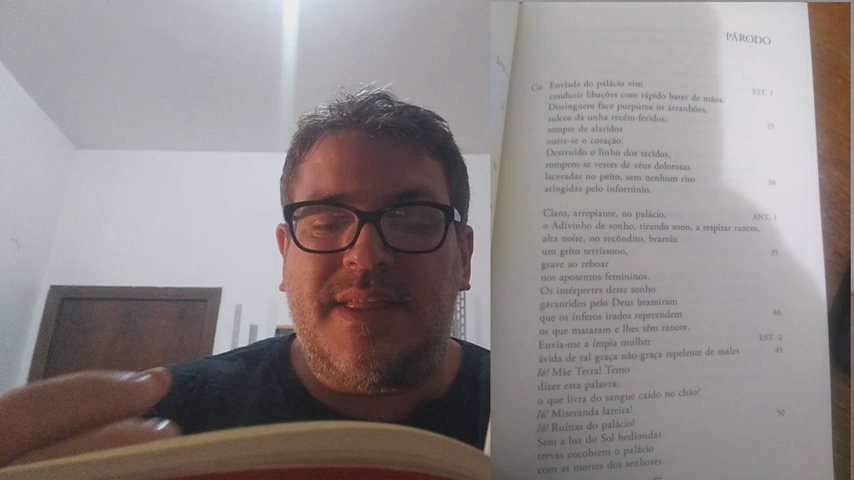 PÁRODO
Co. Enviada do palácio vim EST. 1
conduzir libações com rápido bater de mãos.
Distinguem face purpúrea os arranhões,
sulcos da unha recém-feridos, 25
sempre de alaridos
nutre-se o coração.
Destruído o linho dos tecidos,
rompem-se vestes de véus dolorosas
laceradas no peito, sem nenhum riso 30
atingidas pelo infortúnio.
Claro, arrepiante, no palácio, ANT. 1
o Adivinho de sonho, tirando sono, a respirar rancor,
alta noite, no recôndito, bramiu
um grito terríssono, 35
grave ao reboar
nos aposentos femininos.
Os intérpretes deste sonho
garantidos pelo Deus bramiram
que os ínferos irados repreendem 40
os que mataram e lhes têm rancor.
Envia-me a ímpia mulher EST. 2
ávida de tal graça não-graça repelente de males 45
Ió! Mãe Terra! Temo
dizer esta palavra:
o que livra do sangue caído no chão?
Ió! Miseranda lareira! 50
Ió! Ruínas do palácio!
Sem a luz do Sol hediondas
trevas encobrem o palácio
com as mortes dos senhores.